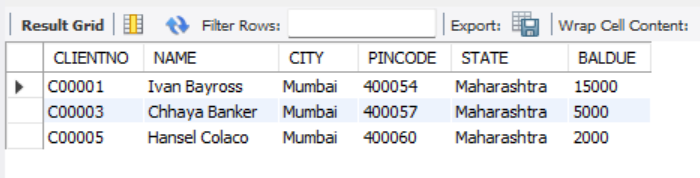 Result Grid Filter Rows: Export: Wrap Cell Content:
CLIENTNO NAME CITY PINCODE STATE BALDUE
C00001 Ivan Bayross Mumbai 400054 Maharashtra 15000
C00003 Chhaya Banker Mumbai 400057 Maharashtra 5000
C00005 Hansel Colaco Mumbai 400060 Maharashtra 2000